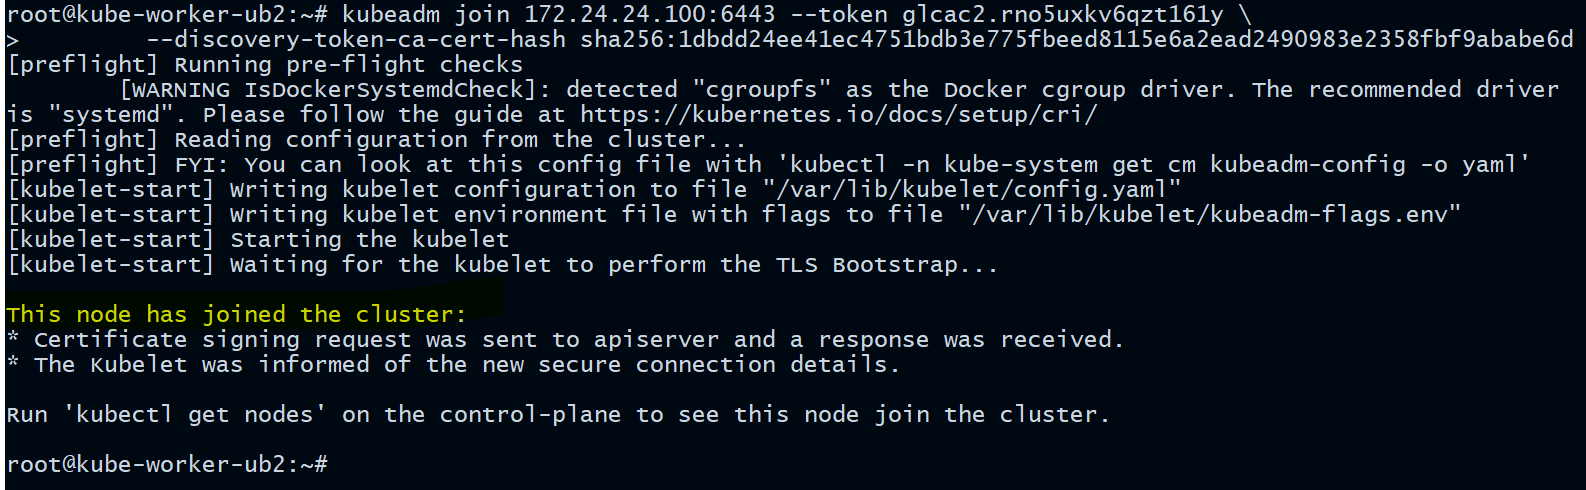 root@kube-worker-ub2:~# kubeadm join 172.24.24.100:6443 --token glcac2.rno5uxkv6qzt161y \
>         --discovery-token-ca-cert-hash sha256:1dbdd24ee41ec4751bdb3e775fbeed8115e6a2ead2490983e2358fbf9ababe6d
[preflight] Running pre-flight checks
        [WARNING IsDockerSystemdCheck]: detected "cgroupfs" as the Docker cgroup driver. The recommended driver
is "systemd". Please follow the guide at https://kubernetes.io/docs/setup/cri/
[preflight] Reading configuration from the cluster...
[preflight] FYI: You can look at this config file with 'kubectl -n kube-system get cm kubeadm-config -o yaml'
[kubelet-start] Writing kubelet configuration to file "/var/lib/kubelet/config.yaml"
[kubelet-start] Writing kubelet environment file with flags to file "/var/lib/kubelet/kubeadm-flags.env"
[kubelet-start] Starting the kubelet
[kubelet-start] Waiting for the kubelet to perform the TLS Bootstrap...
This node has joined the cluster:
* Certificate signing request was sent to apiserver and a response was received.
* The Kubelet was informed of the new secure connection details.
Run 'kubectl get nodes' on the control-plane to see this node join the cluster.
root@kube-worker-ub2:~#